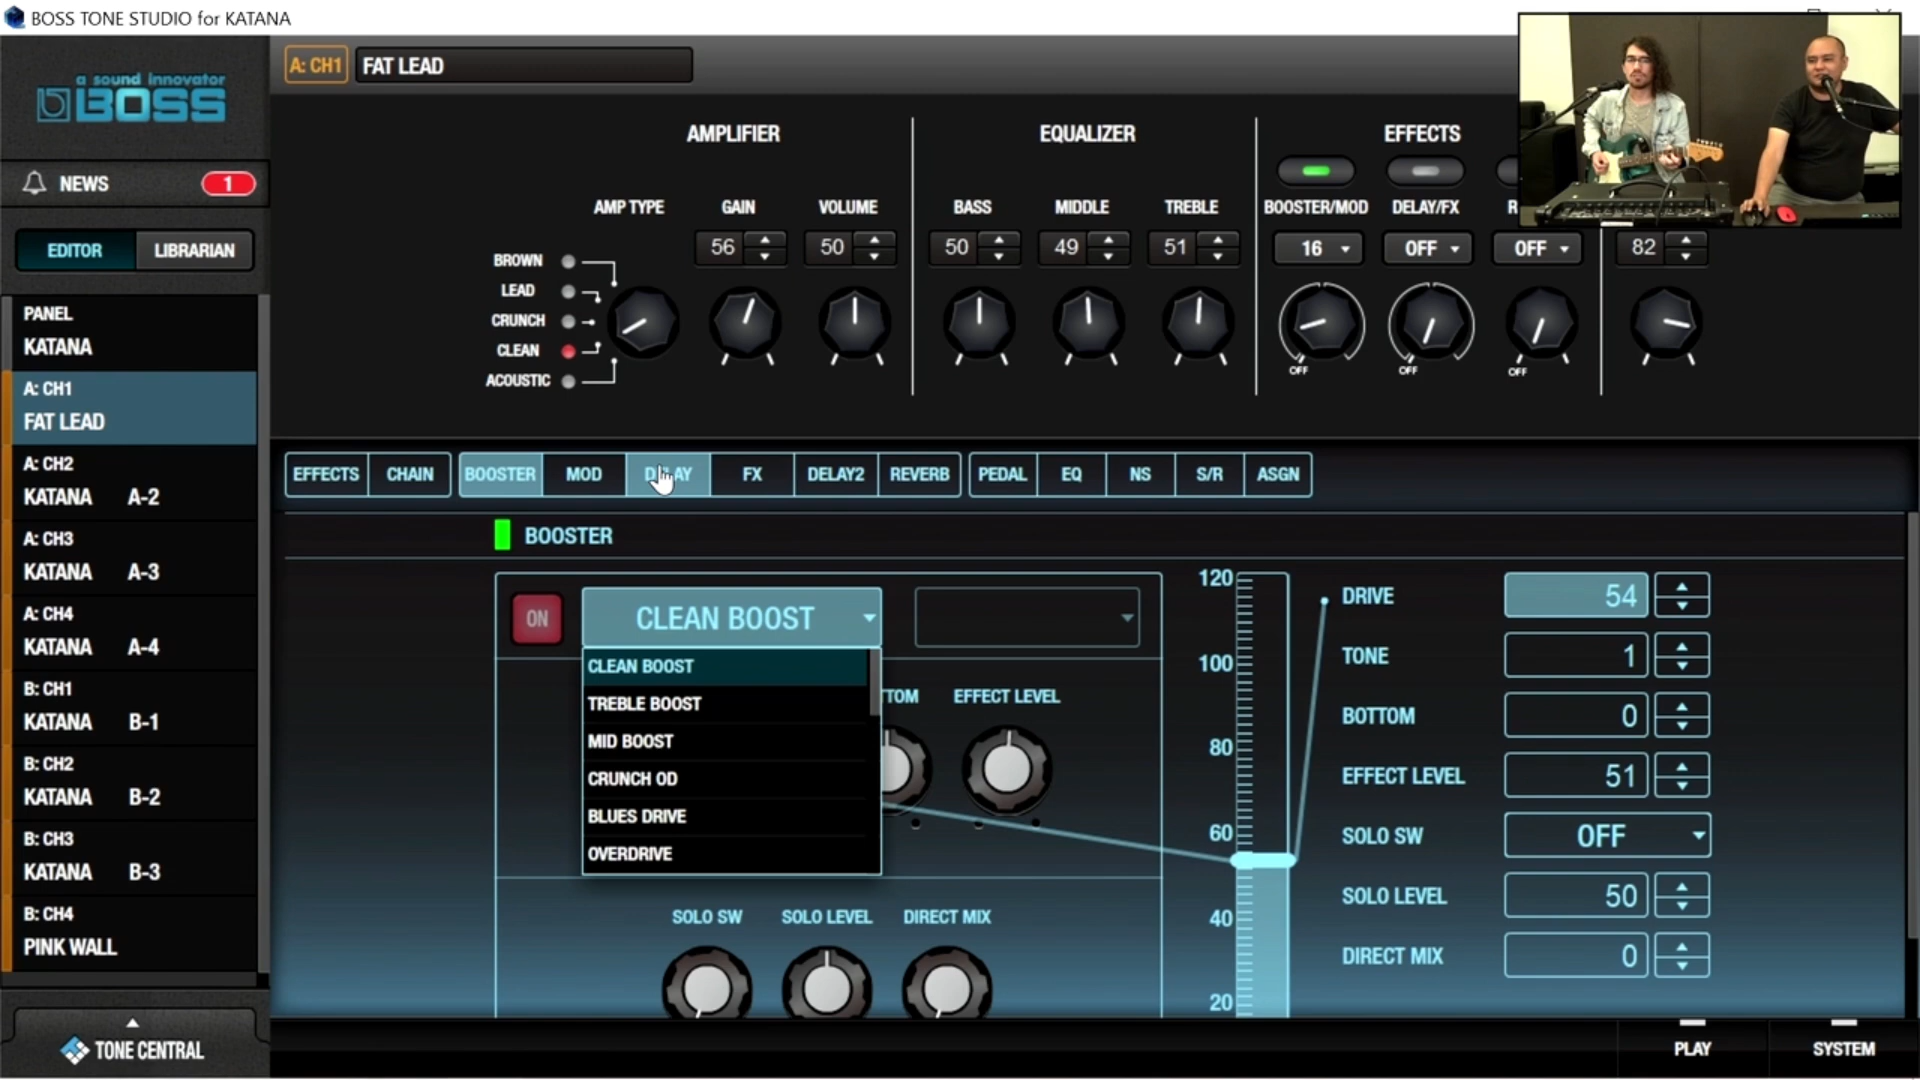 BOSS TONE STUDIO for KATANA
a sound innovator
BOSS
NEWS 1
EDITOR LIBRARIAN
PANEL
KATANA
A: CH1
FAT LEAD
A: CH2
KATANA A-2
A: CH3
KATANA A-3
A: CH4
KATANA A-4
B: CH1
KATANA B-1
B: CH2
KATANA B-2
B: CH3
KATANA B-3
B: CH4
PINK WALL
TONE CENTRAL
A: CH1 FAT LEAD
AMPLIFIER
AMP TYPE GAIN VOLUME
56 50
BROWN
LEAD
CRUNCH
CLEAN
ACOUSTIC
EQUALIZER
BASS MIDDLE TREBLE
50 49 51
EFFECTS
BOOSTER/MOD DELAY/FX
16 OFF OFF 82
OFF OFF OFF
EFFECTS CHAIN BOOSTER MOD DELAY FX DELAY2 REVERB PEDAL EQ NS S/R ASGN
BOOSTER
ON CLEAN BOOST
CLEAN BOOST
TREBLE BOOST
MID BOOST
CRUNCH OD
BLUES DRIVE
OVERDRIVE
EFFECT LEVEL
SOLO SW SOLO LEVEL DIRECT MIX
120
100
80
60
40
20
DRIVE 54
TONE 1
BOTTOM 0
EFFECT LEVEL 51
SOLO SW OFF
SOLO LEVEL 50
DIRECT MIX 0
PLAY SYSTEM